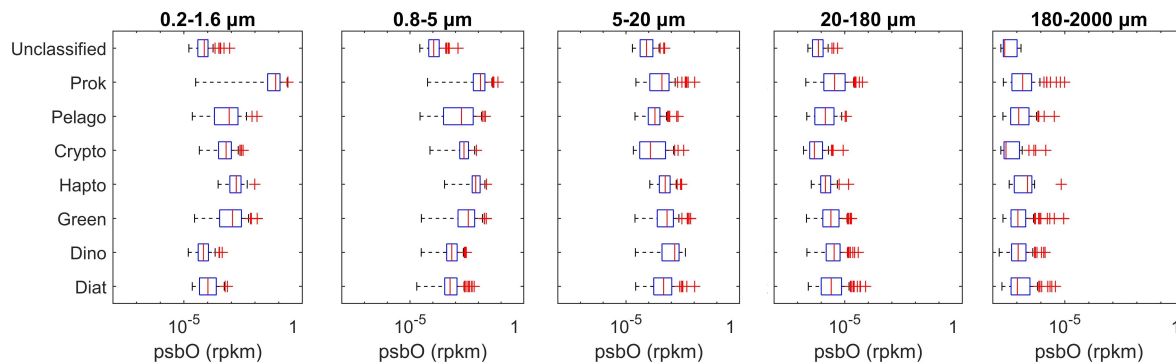 0.2-1.6 µm 0.8-5 µm 5-20 µm 20-180 µm 180-2000 µm
Unclassified
Prok
Pelago
Crypto
Hapto
Green
Dino
Diat
10^-5 1 10^-5 1 10^-5 1 10^-5 1 10^-5 1
psbO (rpkm) psbO (rpkm) psbO (rpkm) psbO (rpkm) psbO (rpkm)